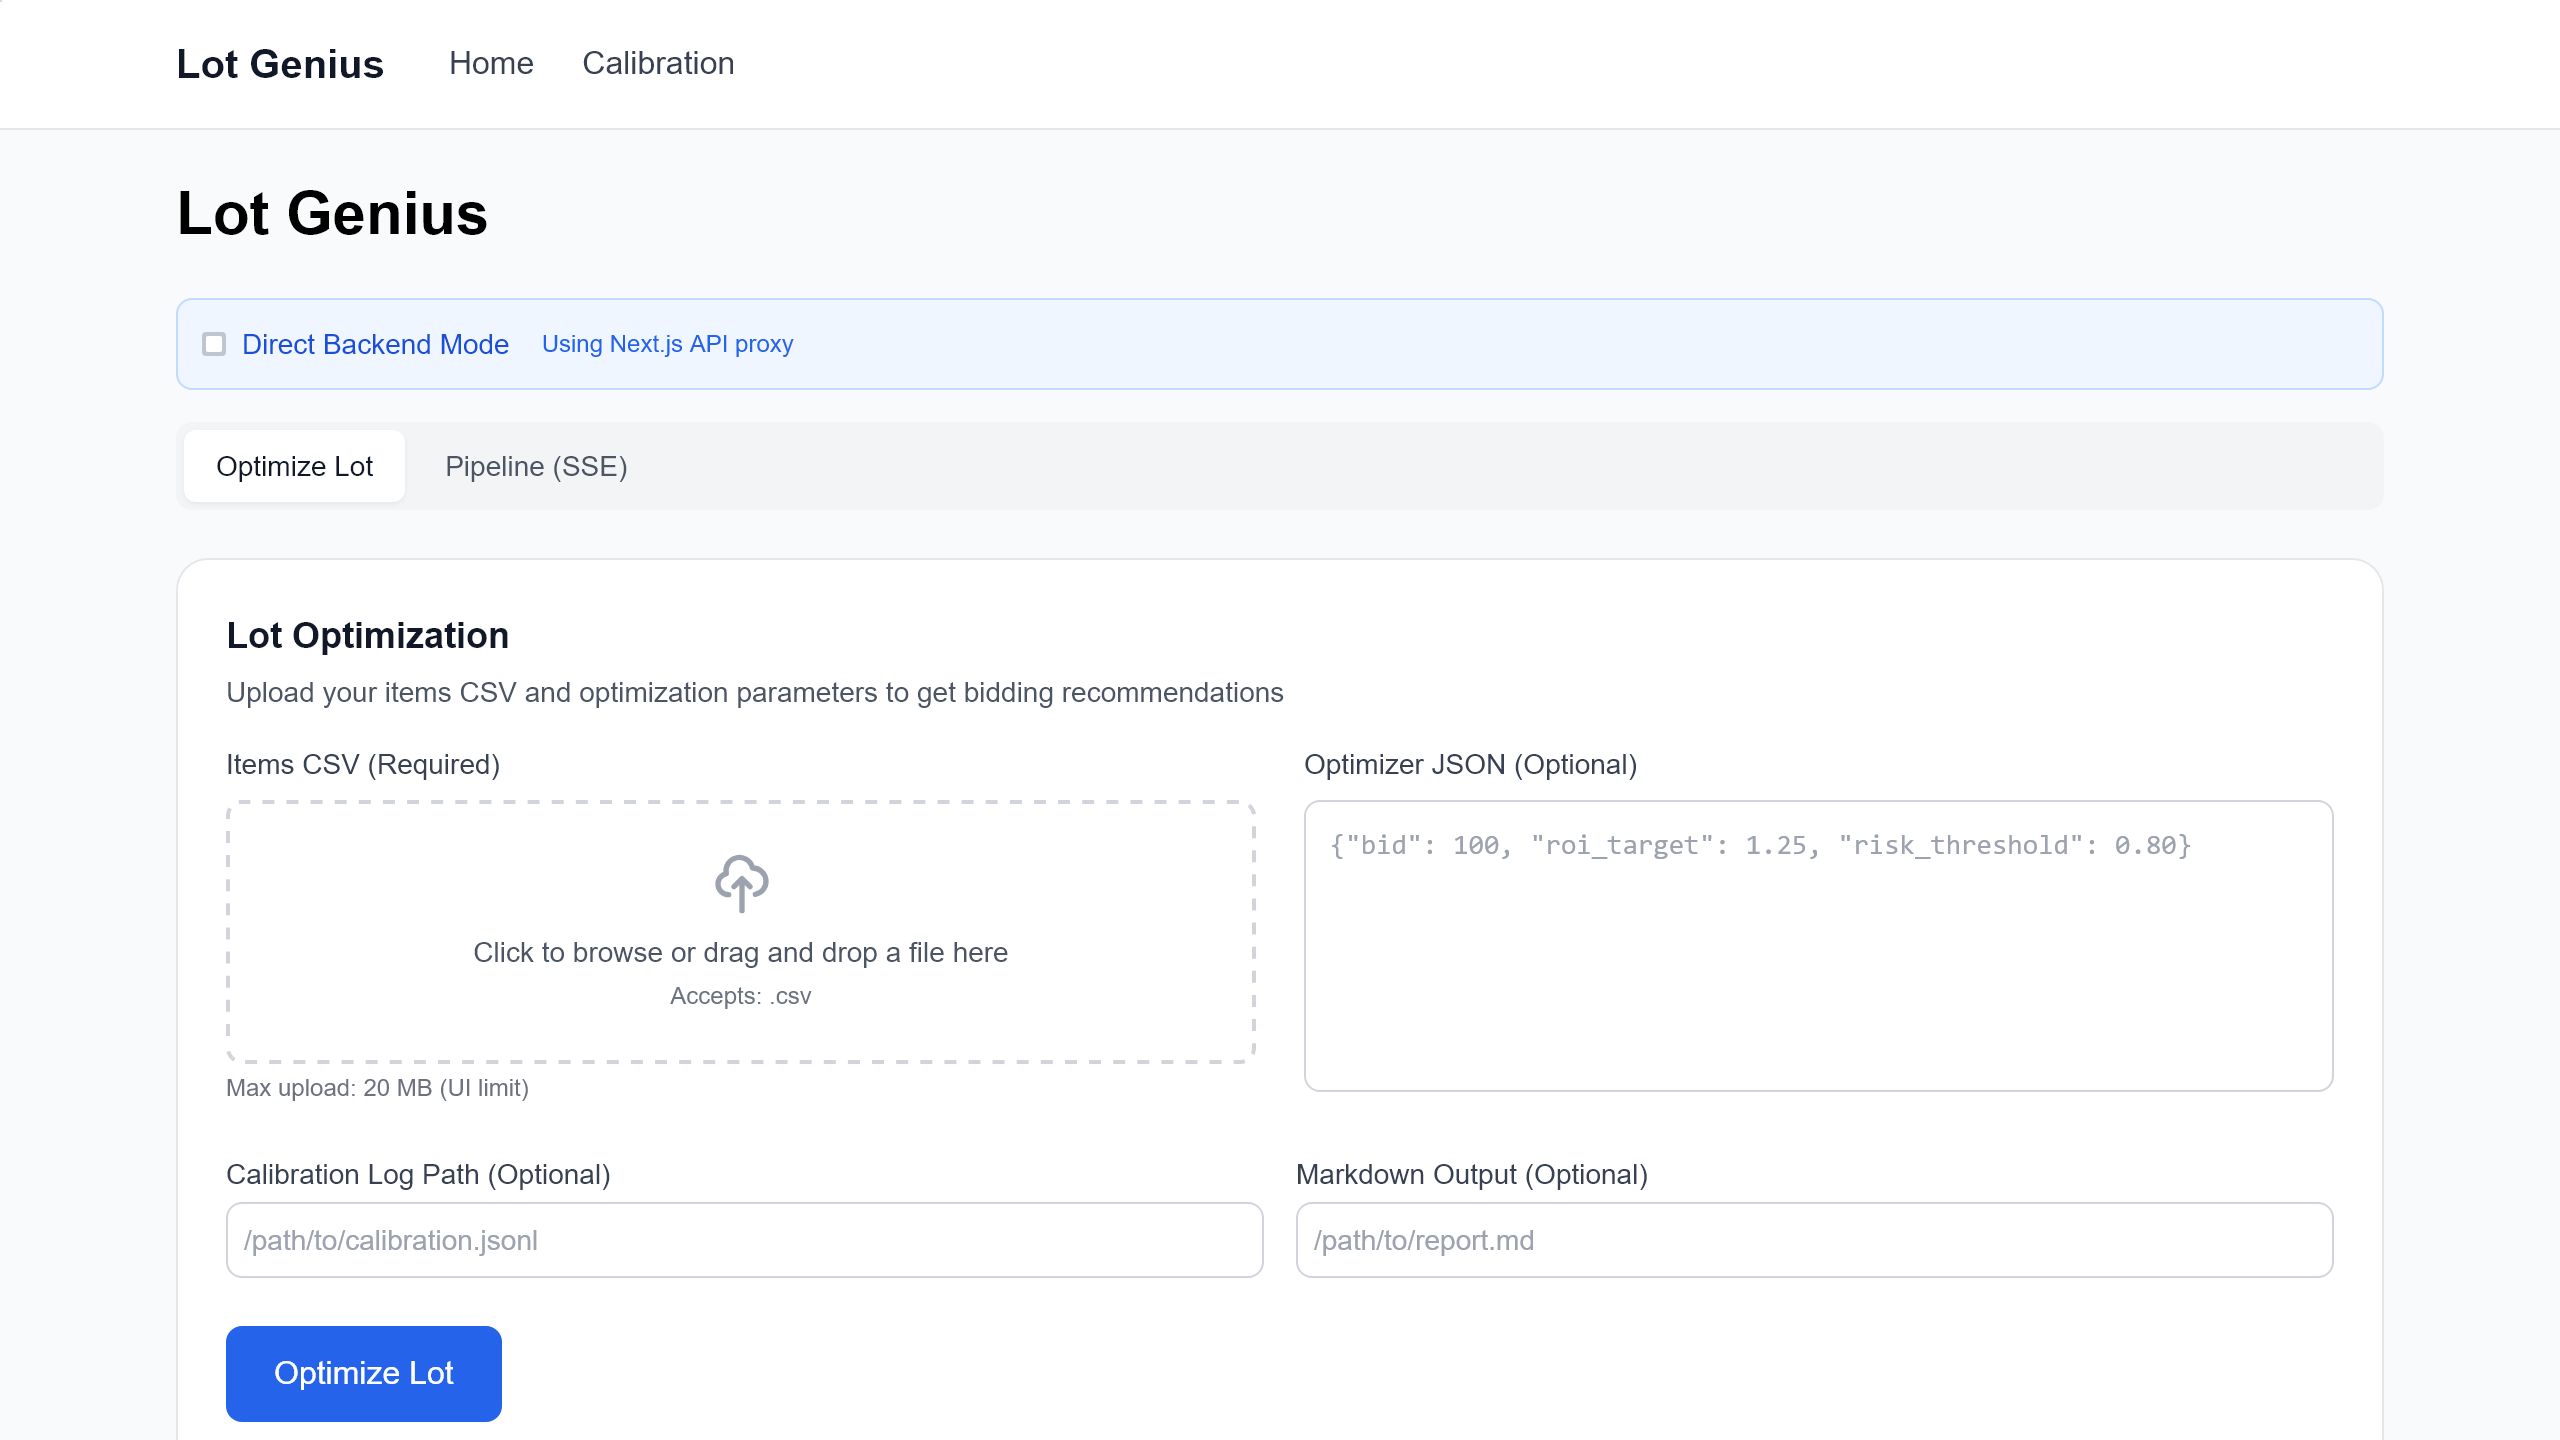 Lot Genius
Home
Calibration
Lot Genius
Direct Backend Mode
Using Next.js API proxy
Optimize Lot
Pipeline (SSE)
Lot Optimization
Upload your items CSV and optimization parameters to get bidding recommendations
Items CSV (Required)
Click to browse or drag and drop a file here
Accepts: .csv
Max upload: 20 MB (UI limit)
Optimizer JSON (Optional)
{"bid": 100, "roi_target": 1.25, "risk_threshold": 0.80}
Calibration Log Path (Optional)
/path/to/calibration.jsonl
Markdown Output (Optional)
/path/to/report.md
Optimize Lot